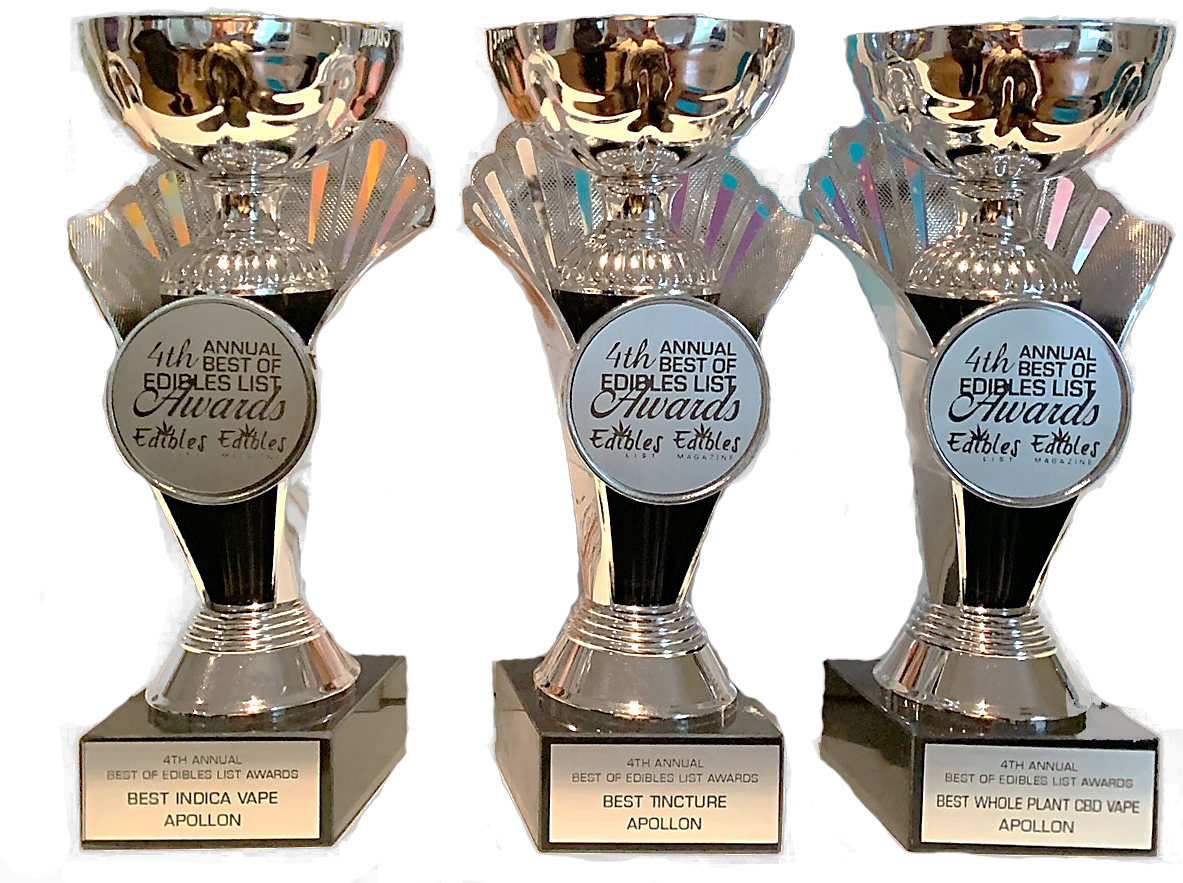 4th ANNUAL
BEST OF
EDIBLES LIST
Awards
Edibles Edibles
LIST MAGAZINE
4TH ANNUAL
BEST OF EDIBLES LIST AWARDS
BEST INDICA VAPE
APOLLON
4th ANNUAL
BEST OF
EDIBLES LIST
Awards
Edibles Edibles
LIST MAGAZINE
4TH ANNUAL
BEST OF EDIBLES LIST AWARDS
BEST TINCTURE
APOLLON
4th ANNUAL
BEST OF
EDIBLES LIST
Awards
Edibles Edibles
LIST MAGAZINE
4TH ANNUAL
BEST OF EDIBLES LIST AWARDS
BEST WHOLE PLANT CBD VAPE
APOLLON